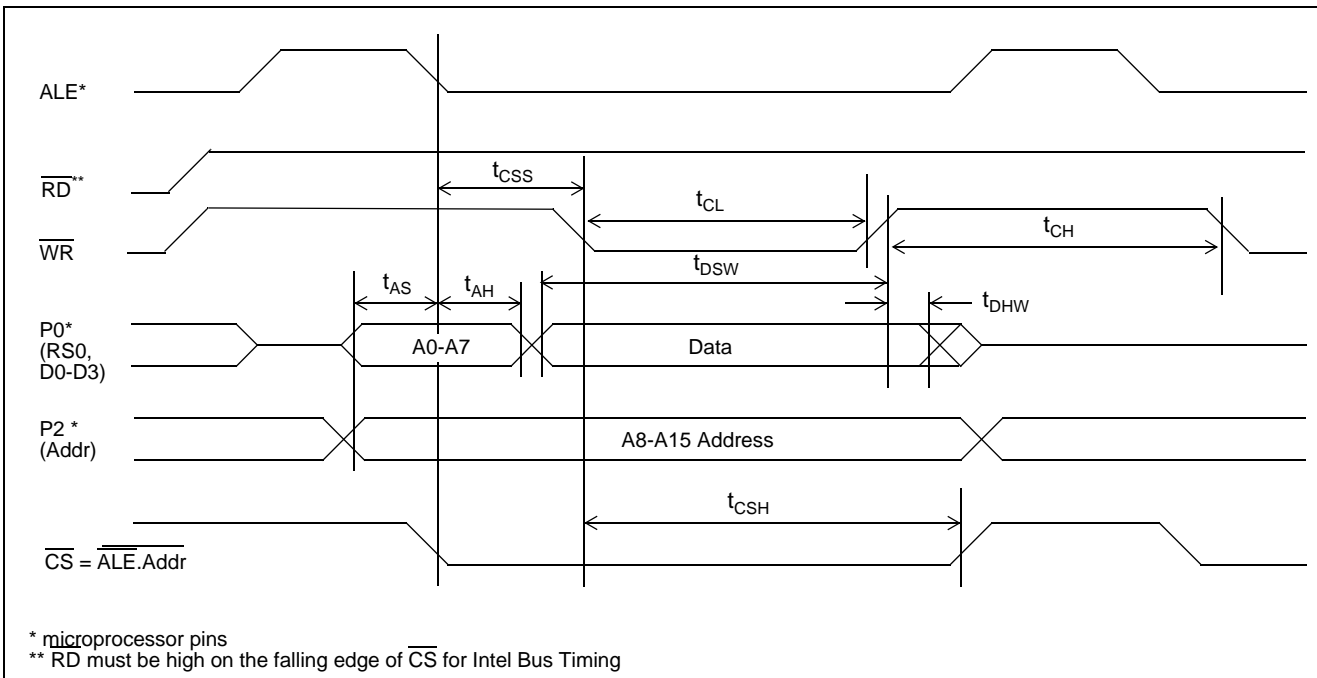 ALE*
RD**
tCSS
tCL
WR
tCH
tDSW
tAS
tAH
tDHW
P0*
(RS0,
D0-D3)
A0-A7
Data
P2 *
(Addr)
A8-A15 Address
tCSH
CS = ALE.Addr
* microprocessor pins
** RD must be high on the falling edge of CS for Intel Bus Timing